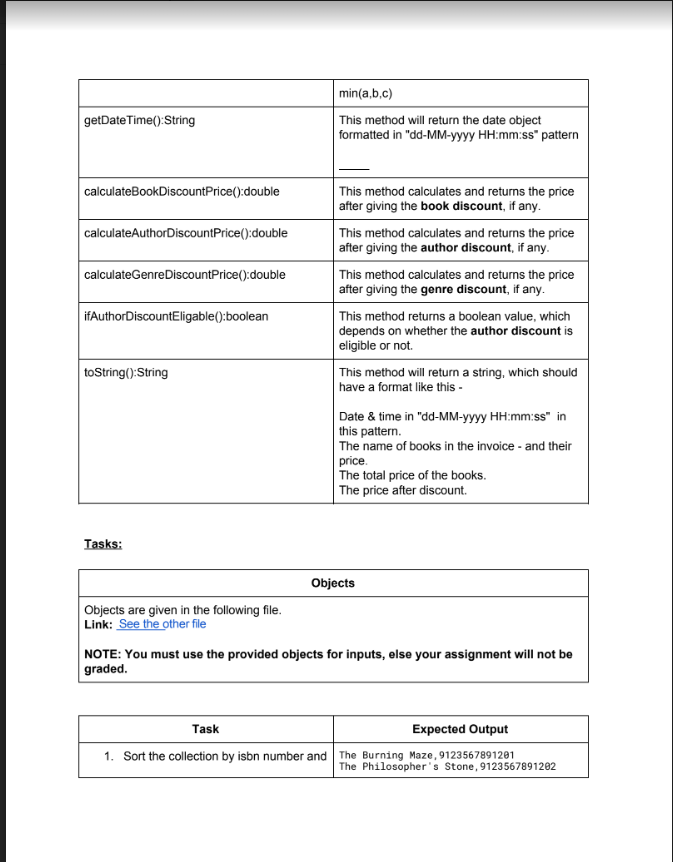 min(a,b,c)
getDateTime():String
This method will return the date object
formatted in "dd-MM-yyyy HH:mm:ss" pattern
calculateBookDiscountPrice():double
This method calculates and returns the price
after giving the book discount, if any.
calculateAuthorDiscountPrice():double
This method calculates and returns the price
after giving the author discount, if any.
calculateGenreDiscountPrice():double
This method calculates and returns the price
after giving the genre discount, if any.
ifAuthorDiscountEligable():boolean
This method returns a boolean value, which
depends on whether the author discount is
eligible or not.
toString():String
This method will return a string, which should
have a format like this -
Date & time in "dd-MM-yyyy HH:mm:ss" in
this pattern.
The name of books in the invoice - and their
price.
The total price of the books.
The price after discount.
Tasks:
Objects
Objects are given in the following file.
Link: See the other file
NOTE: You must use the provided objects for inputs, else your assignment will not be
graded.
Task
Expected Output
1. Sort the collection by isbn number and
The Burning Maze,9123567891201
The Philosopher's Stone,9123567891202